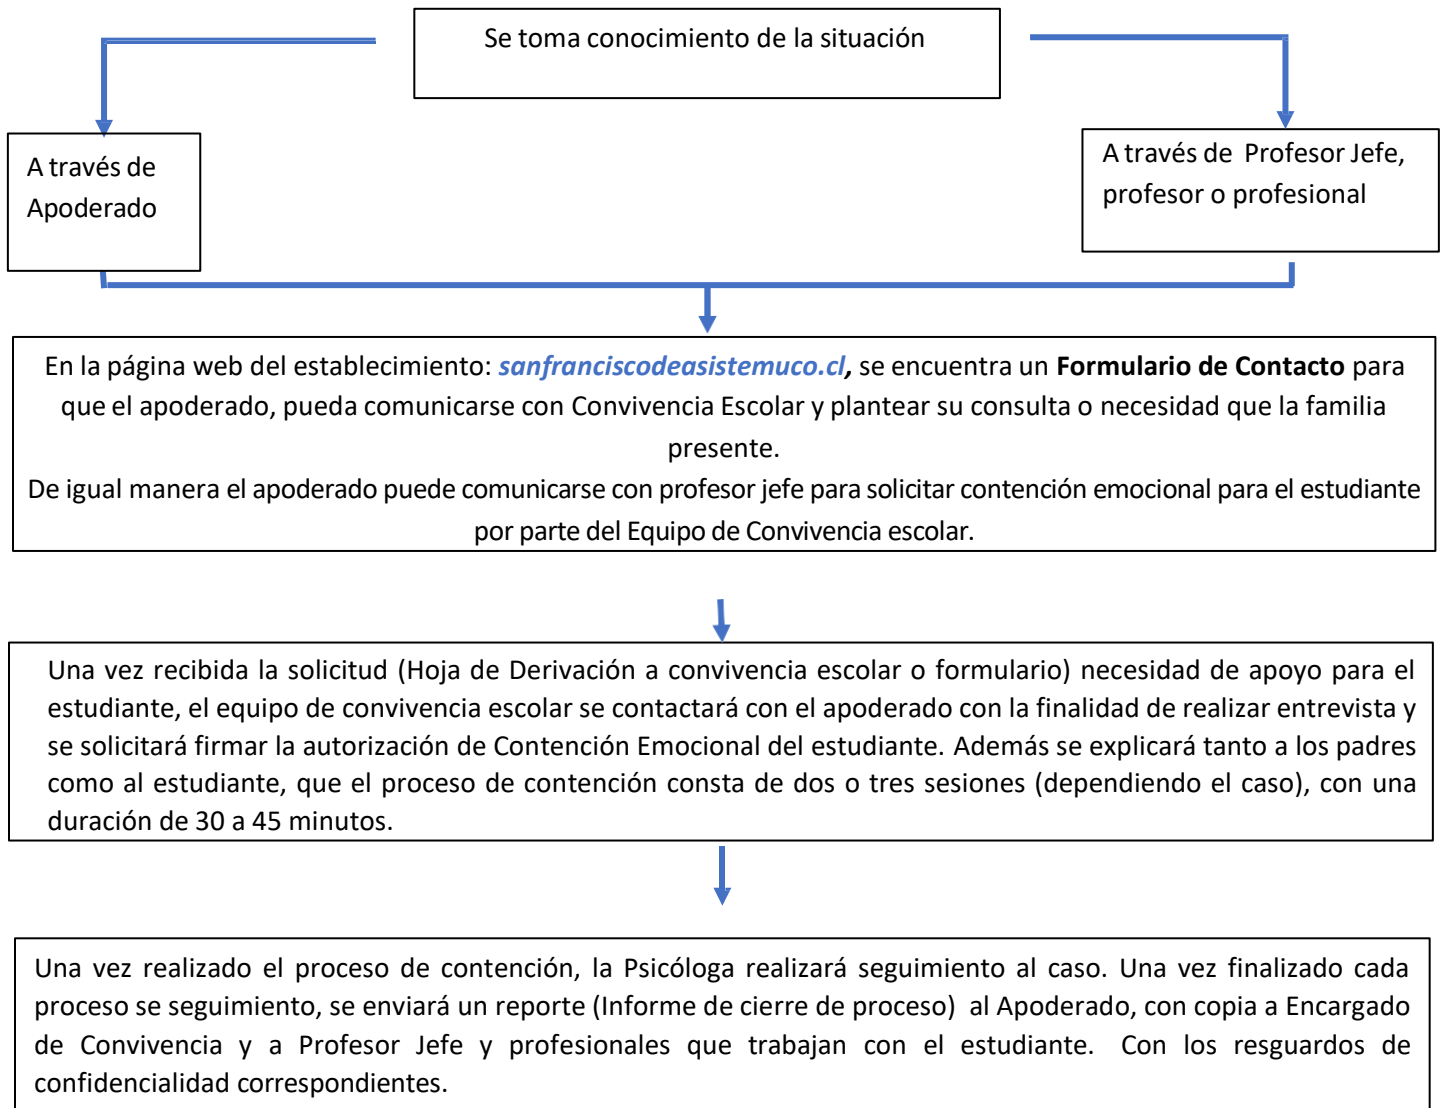 Se toma conocimiento de la situación
A través de
Apoderado
A través de Profesor Jefe,
profesor o profesional
En la página web del establecimiento: sanfranciscodeasistemuco.cl, se encuentra un Formulario de Contacto para
que el apoderado, pueda comunicarse con Convivencia Escolar y plantear su consulta o necesidad que la familia
presente.
De igual manera el apoderado puede comunicarse con profesor jefe para solicitar contención emocional para el estudiante
por parte del Equipo de Convivencia escolar.
Una vez recibida la solicitud (Hoja de Derivación a convivencia escolar o formulario) necesidad de apoyo para el
estudiante, el equipo de convivencia escolar se contactará con el apoderado con la finalidad de realizar entrevista y
se solicitará firmar la autorización de Contención Emocional del estudiante. Además se explicará tanto a los padres
como al estudiante, que el proceso de contención consta de dos o tres sesiones (dependiendo el caso), con una
duración de 30 a 45 minutos.
Una vez realizado el proceso de contención, la Psicóloga realizará seguimiento al caso. Una vez finalizado cada
proceso se seguimiento, se enviará un reporte (Informe de cierre de proceso) al Apoderado, con copia a Encargado
de Convivencia y a Profesor Jefe y profesionales que trabajan con el estudiante. Con los resguardos de
confidencialidad correspondientes.